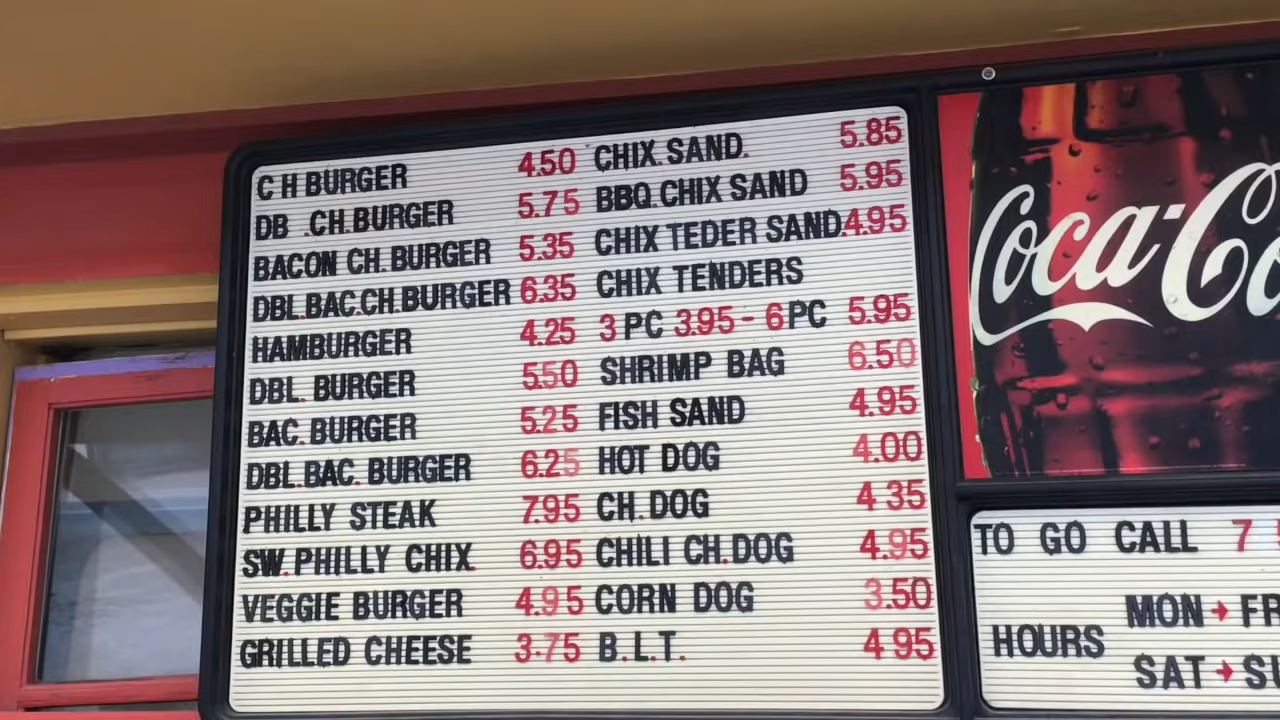 C H BURGER 4.50
DB .CH.BURGER 5.75
BACON CH.BURGER 5.35
DBL.BAC.CH.BURGER 6.35
HAMBURGER 4.25
DBL. BURGER 5.50
BAC. BURGER 5.25
DBL.BAC. BURGER 6.25
PHILLY STEAK 7.95
SW.PHILLY CHIX. 6.95
VEGGIE BURGER 4.95
GRILLED CHEESE 3.75
CHIX.SAND. 5.85
BBQ.CHIX SAND 5.95
CHIX TEDER SAND. 4.95
CHIX TENDERS
3 PC 3.95 - 6 PC 5.95
SHRIMP BAG 6.50
FISH SAND 4.95
HOT DOG 4.00
CH.DOG 4 35
CHILI CH.DOG 4.95
CORN DOG 3.50
B.L.T. 4 95
Coca-Co
TO GO CALL 7
HOURS
MON → FR
SAT → SU